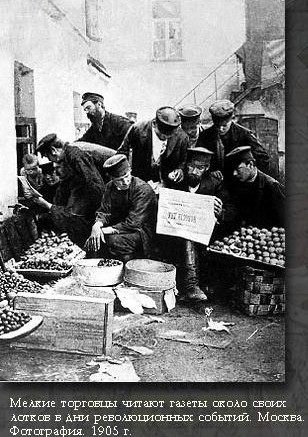 Мелкие торговцы читают газеты около своих
лотков в дни революционных событий. Москва.
Фотография. 1905 г.